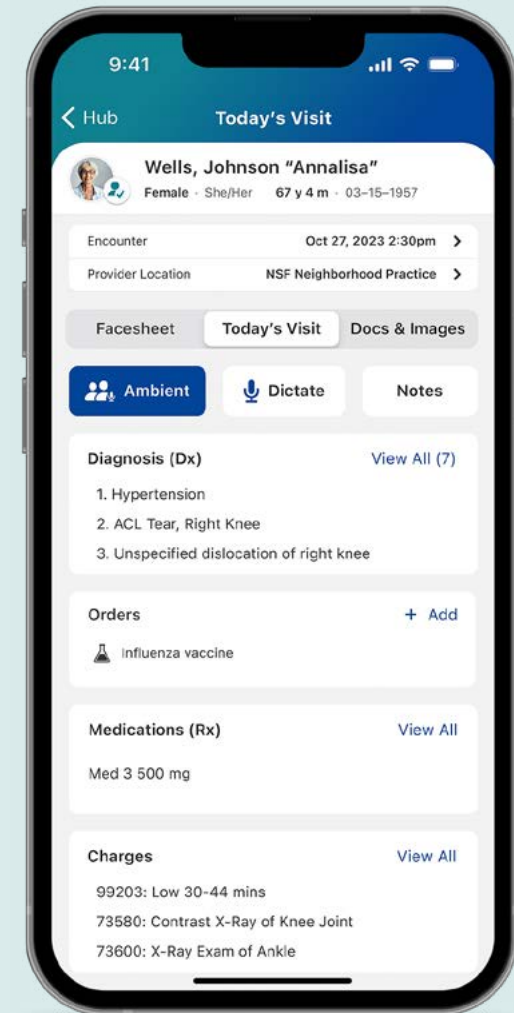 9:41
Hub Today's Visit
Wells, Johnson "Annalisa"
Female · She/Her 67 y 4 m · 03–15–1957
Encounter Oct 27, 2023 2:30pm
Provider Location NSF Neighborhood Practice
Facesheet Today's Visit Docs & Images
Ambient Dictate Notes
Diagnosis (Dx) View All (7)
1. Hypertension
2. ACL Tear, Right Knee
3. Unspecified dislocation of right knee
Orders + Add
Influenza vaccine
Medications (Rx) View All
Med 3 500 mg
Charges View All
99203: Low 30-44 mins
73580: Contrast X-Ray of Knee Joint
73600: X-Ray Exam of Ankle